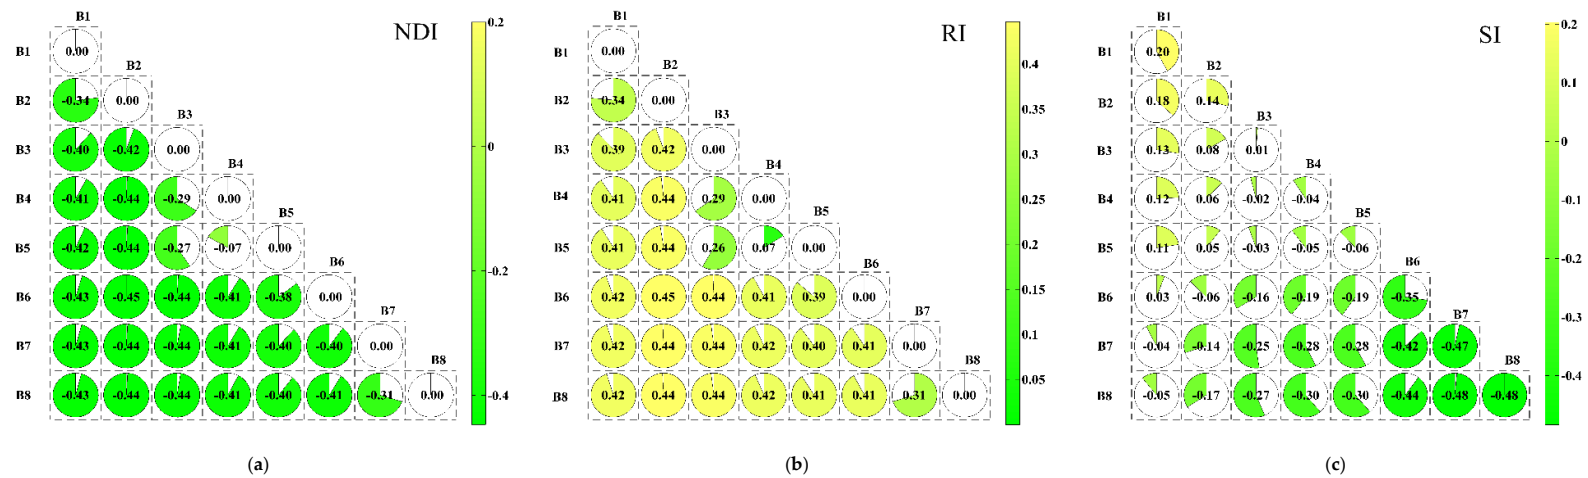 NDI
B1
B1 0.00
B2
B2 -0.34 0.00
B3
B3 -0.40 -0.42 0.00
B4
B4 -0.41 -0.44 -0.29 0.00
B5
B5 -0.42 -0.44 -0.27 -0.07 0.00
B6
B6 -0.43 -0.45 -0.44 -0.41 -0.38 0.00
B7
B7 -0.43 -0.44 -0.44 -0.41 -0.40 -0.40 0.00
B8
B8 -0.43 -0.44 -0.44 -0.41 -0.40 -0.41 -0.31 0.00
0.2
0
-0.2
-0.4
(a)
RI
B1
B1 0.00
B2
B2 0.34 0.00
B3
B3 0.39 0.42 0.00
B4
B4 0.41 0.44 0.29 0.00
B5
B5 0.41 0.44 0.26 0.07 0.00
B6
B6 0.42 0.45 0.44 0.41 0.39 0.00
B7
B7 0.42 0.44 0.44 0.42 0.40 0.41 0.00
B8
B8 0.42 0.44 0.44 0.42 0.41 0.41 0.31 0.00
0.4
0.35
0.3
0.25
0.2
0.15
0.1
0.05
(b)
SI
B1
B1 0.20
B2
B2 0.18 0.14
B3
B3 0.13 0.08 0.01
B4
B4 0.12 0.06 -0.02 -0.04
B5
B5 0.11 0.05 -0.03 -0.05 -0.06
B6
B6 0.03 -0.06 -0.16 -0.19 -0.19 -0.35
B7
B7 -0.04 -0.14 -0.25 -0.28 -0.28 -0.42 -0.47
B8
B8 -0.05 -0.17 -0.27 -0.30 -0.30 -0.44 -0.48 -0.48
0.2
0.1
0
-0.1
-0.2
-0.3
-0.4
(c)